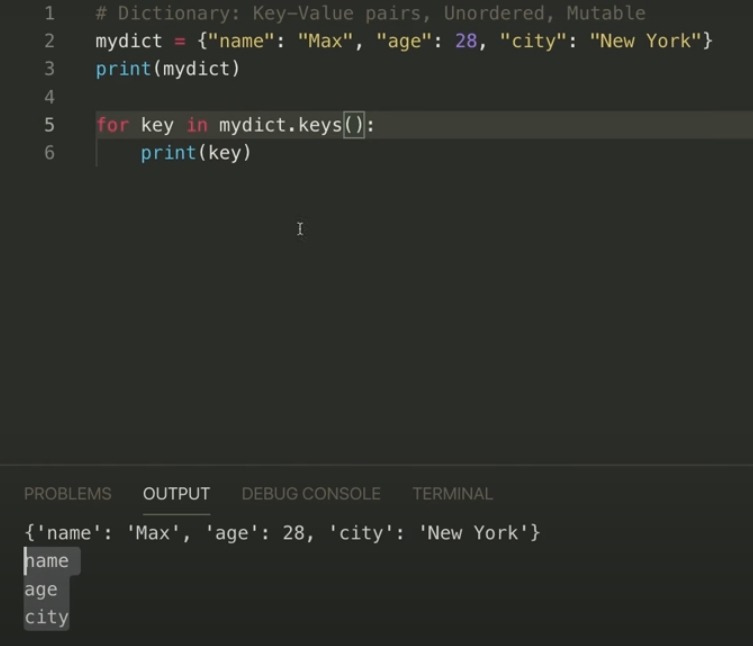 1 # Dictionary: Key-Value pairs, Unordered, Mutable
2 mydict = {"name": "Max", "age": 28, "city": "New York"}
3 print(mydict)
4
5 for key in mydict.keys():
6     print(key)
PROBLEMS OUTPUT DEBUG CONSOLE TERMINAL
{'name': 'Max', 'age': 28, 'city': 'New York'}
name
age
city